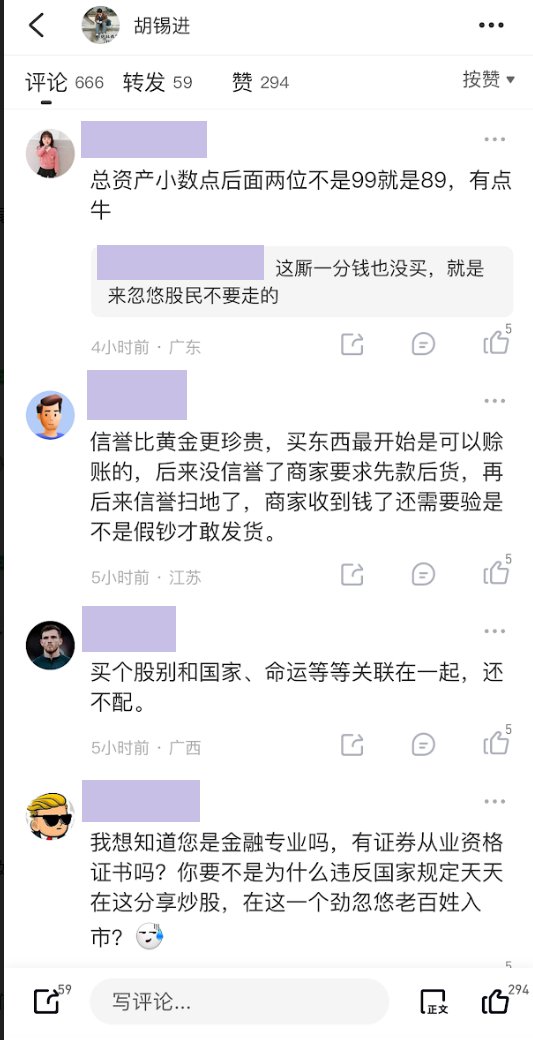 胡锡进
评论 666 转发 59 赞 294 按赞
总资产小数点后面两位不是99就是89，有点
牛
这厮一分钱也没买，就是
来忽悠股民不要走的
4小时前 · 广东
5
信誉比黄金更珍贵，买东西最开始是可以赊
账的，后来没信誉了商家要求先款后货，再
后来信誉扫地了，商家收到钱了还需要验是
不是假钞才敢发货。
5小时前 · 江苏
5
买个股别和国家、命运等等关联在一起，还
不配。
5小时前 · 广西
5
我想知道您是金融专业吗，有证券从业资格
证书吗？你要不是为什么违反国家规定天天
在这分享炒股，在这一个劲忽悠老百姓入
市？
5
59 写评论... 正文 294